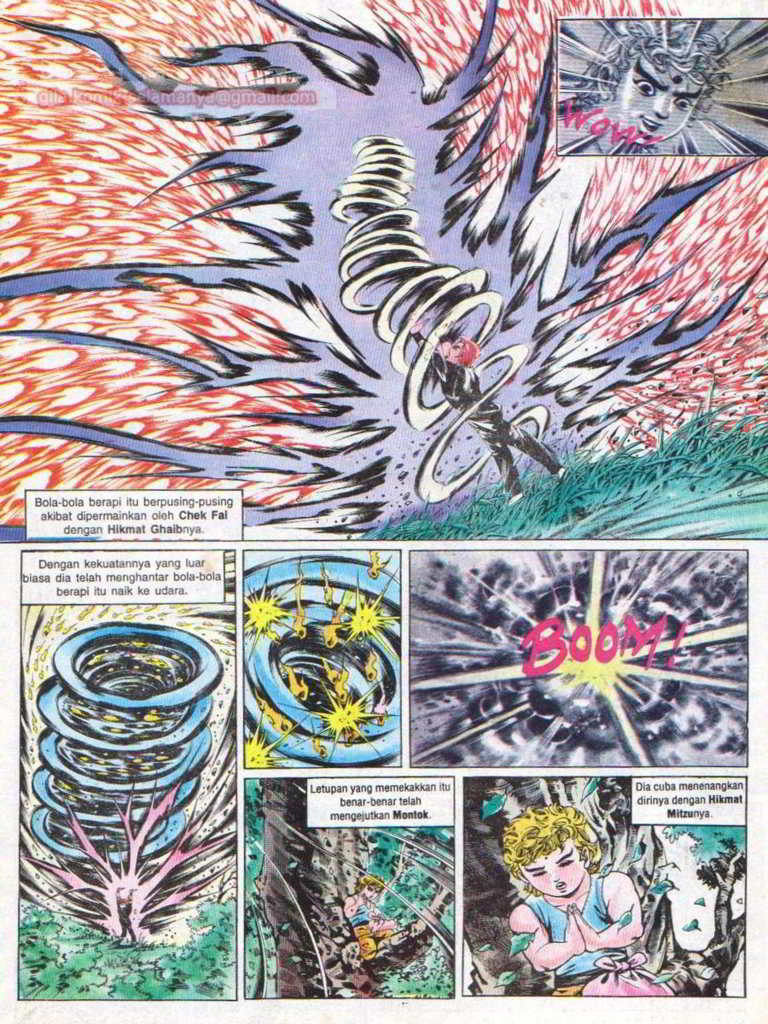 WOW
Bola-bola berapi itu berpusing-pusing
akibat dipermainkan oleh Chek Fai
dengan Hikmat Ghaibnya.
Dengan kekuatannya yang luar
biasa dia telah menghantar bola-bola
berapi itu naik ke udara.
BOOM!
Letupan yang memekakkan itu
benar-benar telah
mengejutkan Montok.
Dia cuba menenangkan
dirinya dengan Hikmat
Mitzunya.